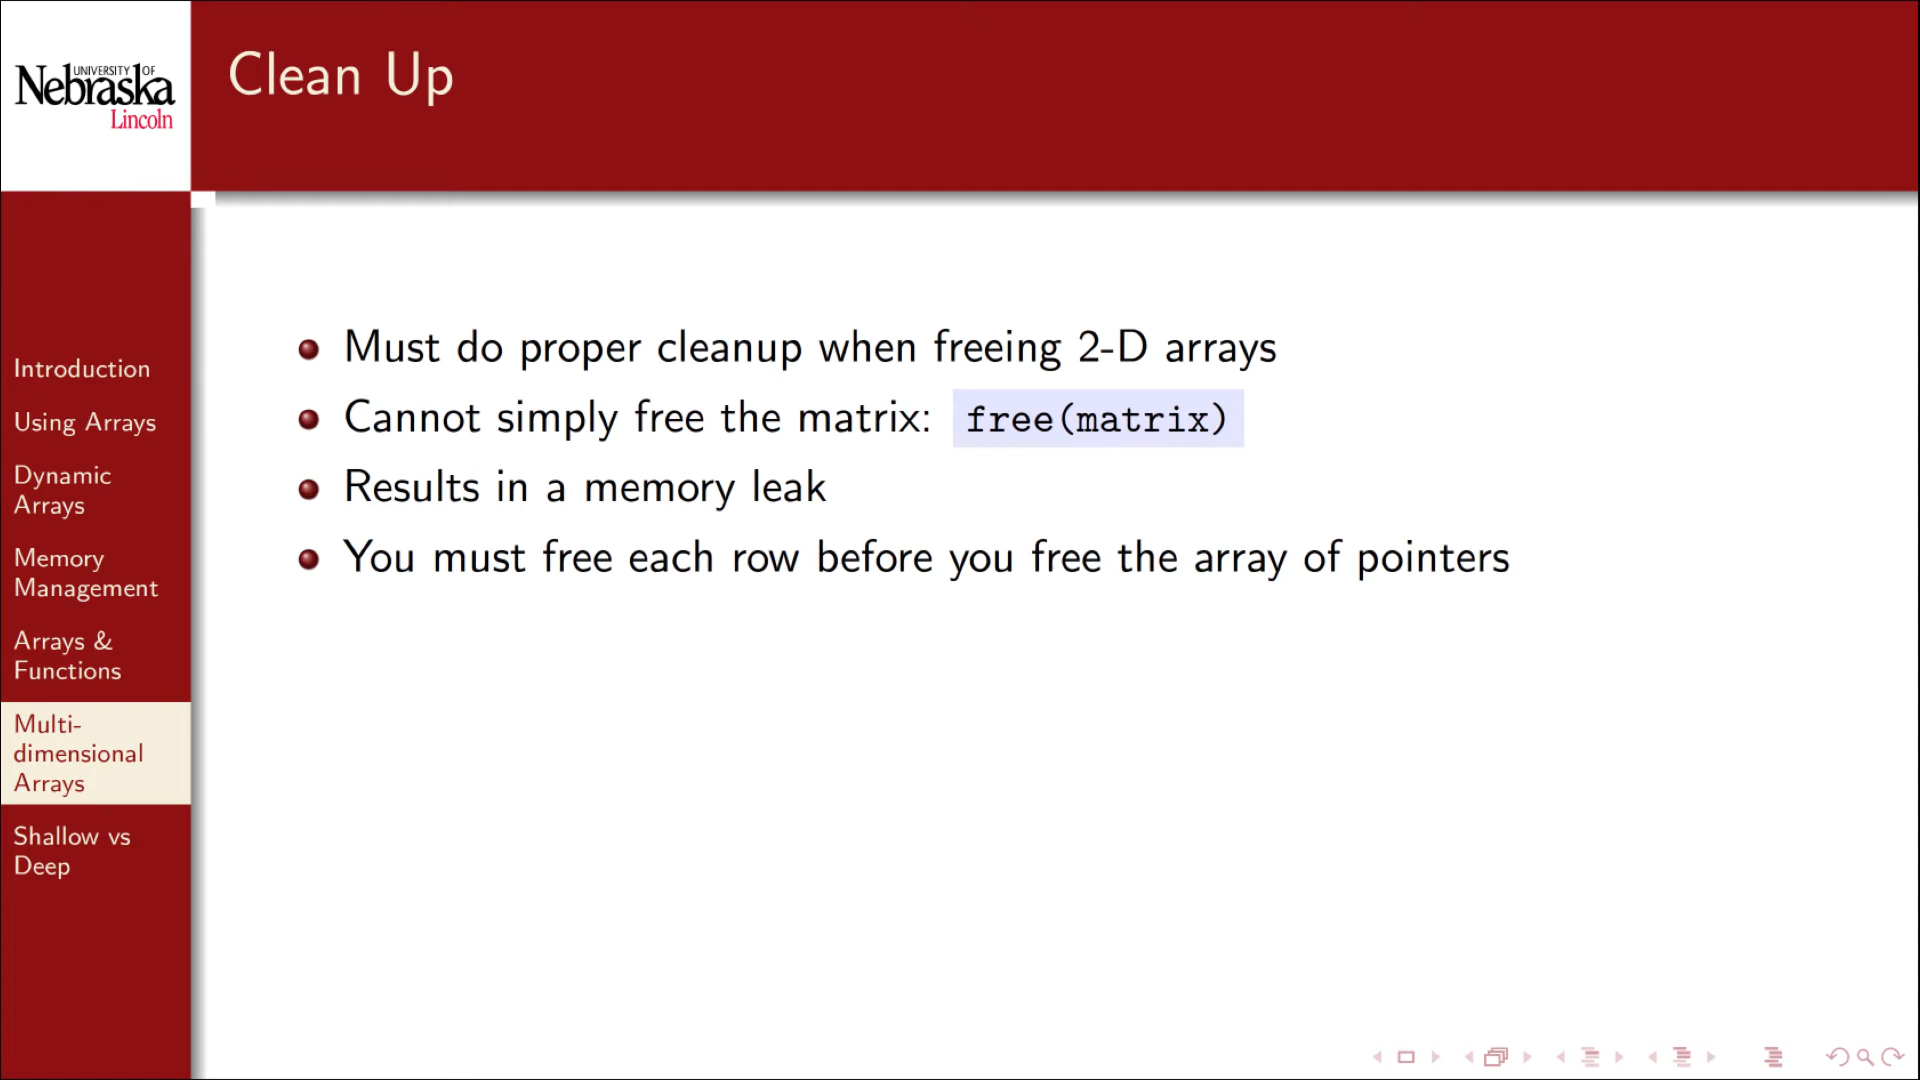 UNIVERSITY OF
Nebraska
Lincoln
Clean Up
Introduction
Using Arrays
Dynamic
Arrays
Memory
Management
Arrays &
Functions
Multi-
dimensional
Arrays
Shallow vs
Deep
Must do proper cleanup when freeing 2-D arrays
Cannot simply free the matrix: free(matrix)
Results in a memory leak
You must free each row before you free the array of pointers